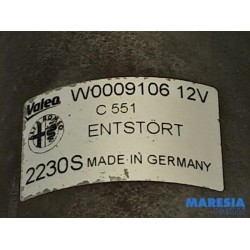 Valeo W0009106 12V
C 551
ENTSTÖRT
2230S MADE IN GERMANY
MARESIA